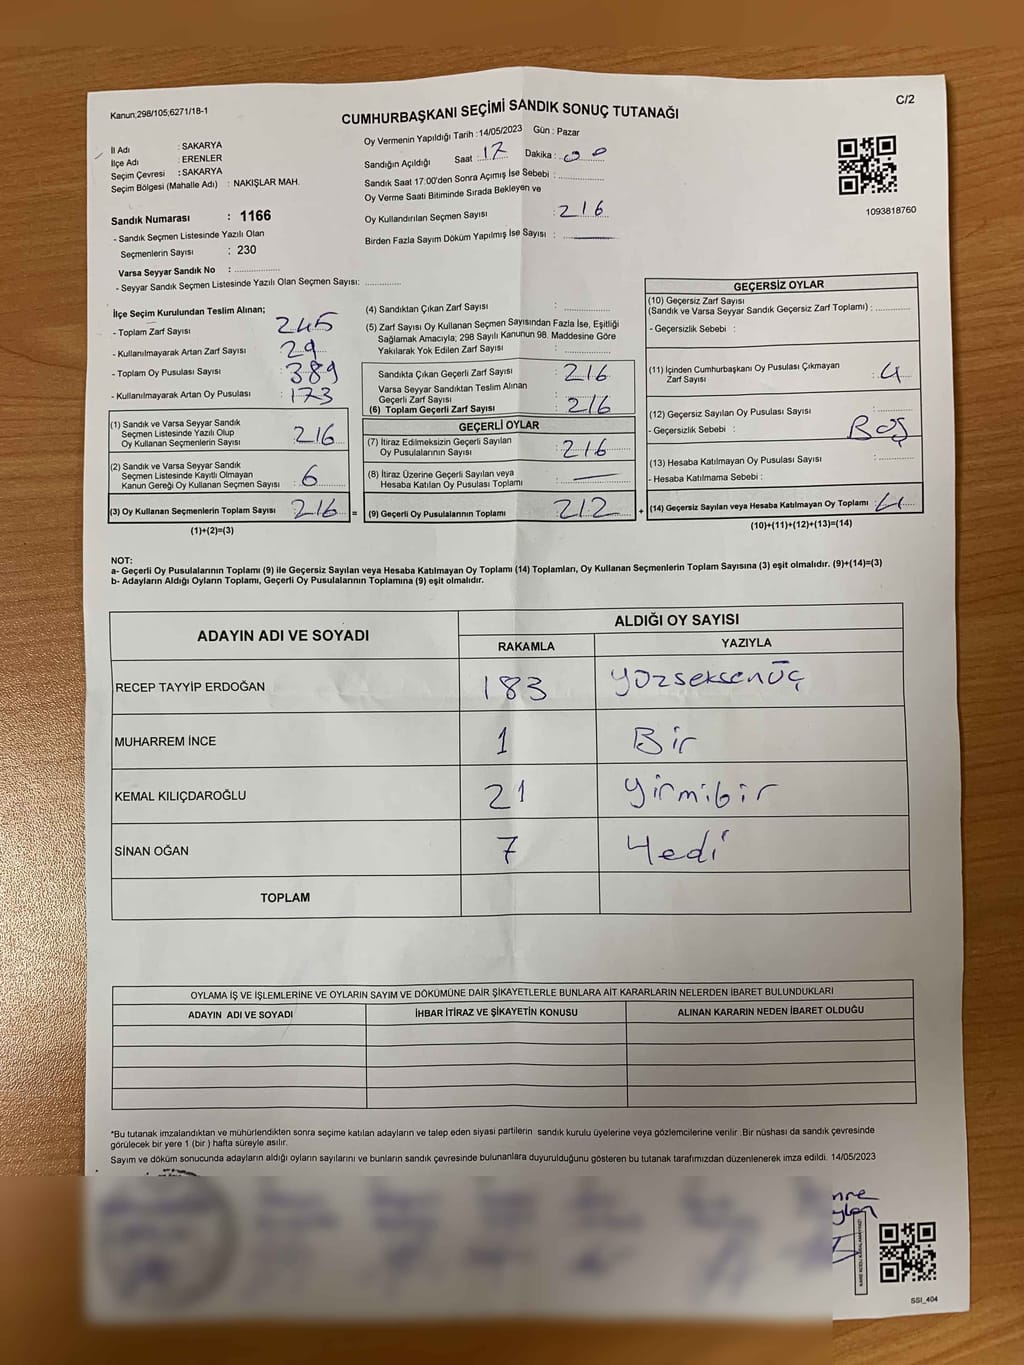 Kanun;298/105;6271/18-1
C/2
CUMHURBAŞKANI SEÇİMİ SANDIK SONUÇ TUTANAĞI
İl Adı : SAKARYA
İlçe Adı : ERENLER
Seçim Çevresi : SAKARYA
Seçim Bölgesi (Mahalle Adı) : NAKIŞLAR MAH.
Sandık Numarası : 1166
- Sandık Seçmen Listesinde Yazılı Olan
Seçmenlerin Sayısı : 230
Varsa Seyyar Sandık No : ..................
- Seyyar Sandık Seçmen Listesinde Yazılı Olan Seçmen Sayısı: ..............
Oy Vermenin Yapıldığı Tarih : 14/05/2023 Gün : Pazar
Sandığın Açıldığı Saat : 17 Dakika : 00
Sandık Saat 17:00'den Sonra Açımış İse Sebebi : ..............
Oy Verme Saati Bitiminde Sırada Bekleyen ve
Oy Kullandırılan Seçmen Sayısı : 216
Birden Fazla Sayım Döküm Yapılmış İse Sayısı :
1093818760
İlçe Seçim Kurulundan Teslim Alınan;
- Toplam Zarf Sayısı : 245
- Kullanılmayarak Artan Zarf Sayısı : 29
- Toplam Oy Pusulası Sayısı : 389
- Kullanılmayarak Artan Oy Pusulası : 173
(1) Sandık ve Varsa Seyyar Sandık
Seçmen Listesinde Yazılı Olup
Oy Kullanan Seçmenlerin Sayısı : 216
(2) Sandık ve Varsa Seyyar Sandık
Seçmen Listesinde Kayıtlı Olmayan
Kanun Gereği Oy Kullanan Seçmen Sayısı : 6
(3) Oy Kullanan Seçmenlerin Toplam Sayısı : 216 =
(1)+(2)=(3)
(4) Sandıktan Çıkan Zarf Sayısı : ..............
(5) Zarf Sayısı Oy Kullanan Seçmen Sayısından Fazla İse, Eşitliği
Sağlamak Amacıyla; 298 Sayılı Kanunun 98. Maddesine Göre
Yakılarak Yok Edilen Zarf Sayısı : ..............
Sandıkta Çıkan Geçerli Zarf Sayısı : 216
Varsa Seyyar Sandıktan Teslim Alınan
Geçerli Zarf Sayısı :
(6) Toplam Geçerli Zarf Sayısı : 216
GEÇERLİ OYLAR
(7) İtiraz Edilmeksizin Geçerli Sayılan
Oy Pusulalarının Sayısı : 216
(8) İtiraz Üzerine Geçerli Sayılan veya
Hesaba Katılan Oy Pusulası Toplamı :
(9) Geçerli Oy Pusulalarının Toplamı : 212 +
GEÇERSİZ OYLAR
(10) Geçersiz Zarf Sayısı
(Sandık ve Varsa Seyyar Sandık Geçersiz Zarf Toplamı) : ..........
- Geçersizlik Sebebi :
(11) İçinden Cumhurbaşkanı Oy Pusulası Çıkmayan
Zarf Sayısı : 4
(12) Geçersiz Sayılan Oy Pusulası Sayısı : ..........
- Geçersizlik Sebebi : BOŞ
(13) Hesaba Katılmayan Oy Pusulası Sayısı : ..........
- Hesaba Katılmama Sebebi :
(14) Geçersiz Sayılan veya Hesaba Katılmayan Oy Toplamı : 4
(10)+(11)+(12)+(13)=(14)
NOT:
a- Geçerli Oy Pusulalarının Toplamı (9) ile Geçersiz Sayılan veya Hesaba Katılmayan Oy Toplamı (14) Toplamları, Oy Kullanan Seçmenlerin Toplam Sayısına (3) eşit olmalıdır. (9)+(14)=(3)
b- Adayların Aldığı Oyların Toplamı, Geçerli Oy Pusulalarının Toplamına (9) eşit olmalıdır.
ADAYIN ADI VE SOYADI ALDIĞI OY SAYISI
RAKAMLA YAZIYLA
RECEP TAYYİP ERDOĞAN 183 yüzseksenüç
MUHARREM İNCE 1 Bir
KEMAL KILIÇDAROĞLU 21 yirmibir
SİNAN OĞAN 7 Yedi
TOPLAM
OYLAMA İŞ VE İŞLEMLERİNE VE OYLARIN SAYIM VE DÖKÜMÜNE DAİR ŞİKAYETLERLE BUNLARA AİT KARARLARIN NELERDEN İBARET BULUNDUKLARI
ADAYIN ADI VE SOYADI İHBAR İTİRAZ VE ŞİKAYETİN KONUSU ALINAN KARARIN NEDEN İBARET OLDUĞU
*Bu tutanak imzalandıktan ve mühürlendikten sonra seçime katılan adayların ve talep eden siyasi partilerin sandık kurulu üyelerine veya gözlemcilerine verilir .Bir nüshası da sandık çevresinde
görülecek bir yere 1 (bir ) hafta süreyle asılır.
Sayım ve döküm sonucunda adayların aldığı oyların sayılarını ve bunların sandık çevresinde bulunanlara duyurulduğunu gösteren bu tutanak tarafımızdan düzenlenerek imza edildi. 14/05/2023
SSI_404